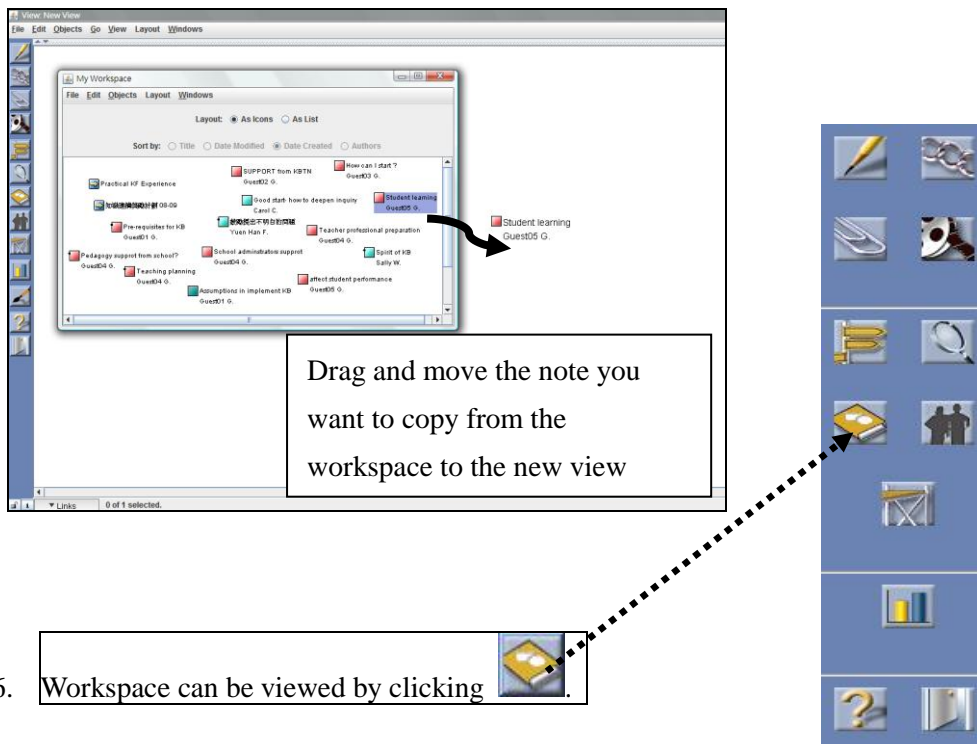 View: New View
File Edit Objects Go View Layout Windows
My Workspace
File Edit Objects Layout Windows
Layout: As Icons As List
Sort by: Title Date Modified Date Created Authors
Practical KF Experience
SUPPORT from KBTN
Guest02 G.
How can I start ?
Guest03 G.
08-09
Good start- how to deepen inquiry
Carol C.
Student learning
Guest05 G.
Pre-requisites for KB
Guest01 G.
Yuen Han F.
Teacher professional preparation
Guest04 G.
Pedagogy support from school?
Guest04 G.
School adminstration support
Guest04 G.
Spirit of KB
Sally W.
Teaching planning
Guest04 G.
affect student performance
Guest05 G.
Assumptions in implement KB
Guest01 G.
Student learning
Guest05 G.
Drag and move the note you
want to copy from the
workspace to the new view
Links 0 of 1 selected.
6. Workspace can be viewed by clicking .